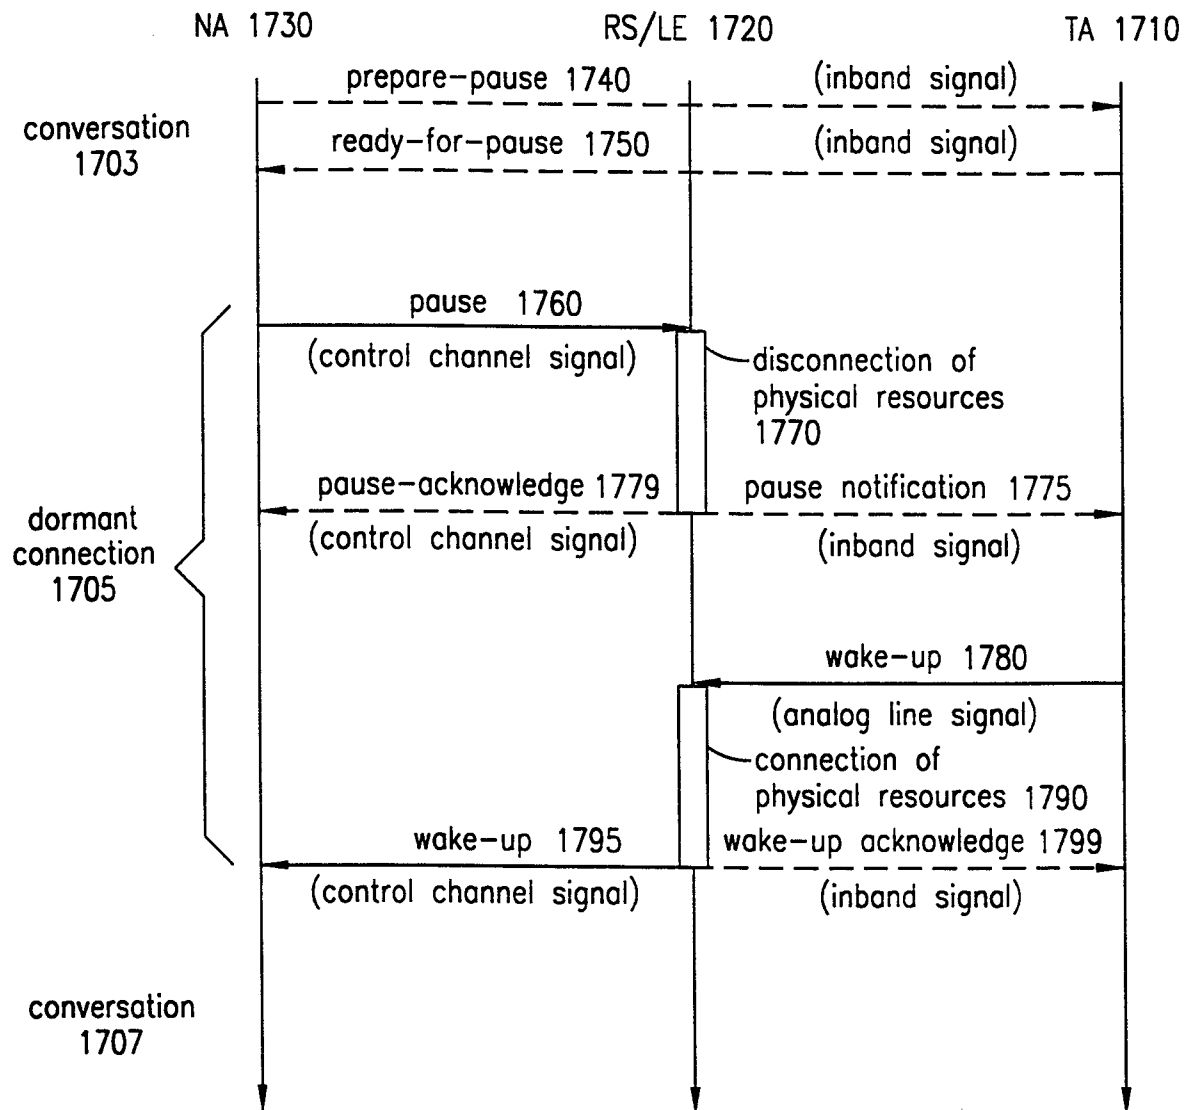 NA 1730
RS/LE 1720
TA 1710
prepare-pause 1740
(inband signal)
conversation
1703
ready-for-pause 1750
(inband signal)
pause 1760
(control channel signal)
disconnection of
physical resources
1770
pause-acknowledge 1779
pause notification 1775
(control channel signal)
(inband signal)
dormant
connection
1705
wake-up 1780
(analog line signal)
connection of
physical resources 1790
wake-up 1795
wake-up acknowledge 1799
(control channel signal)
(inband signal)
conversation
1707